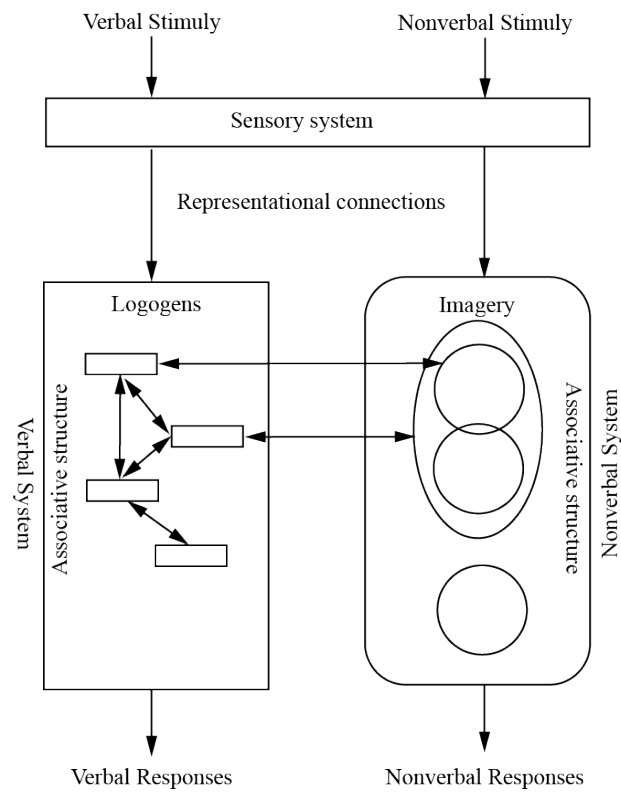 Verbal Stimuly
Nonverbal Stimuly
Sensory system
Representational connections
Logogens
Imagery
Verbal System
Associative structure
Associative structure
Nonverbal System
Verbal Responses
Nonverbal Responses